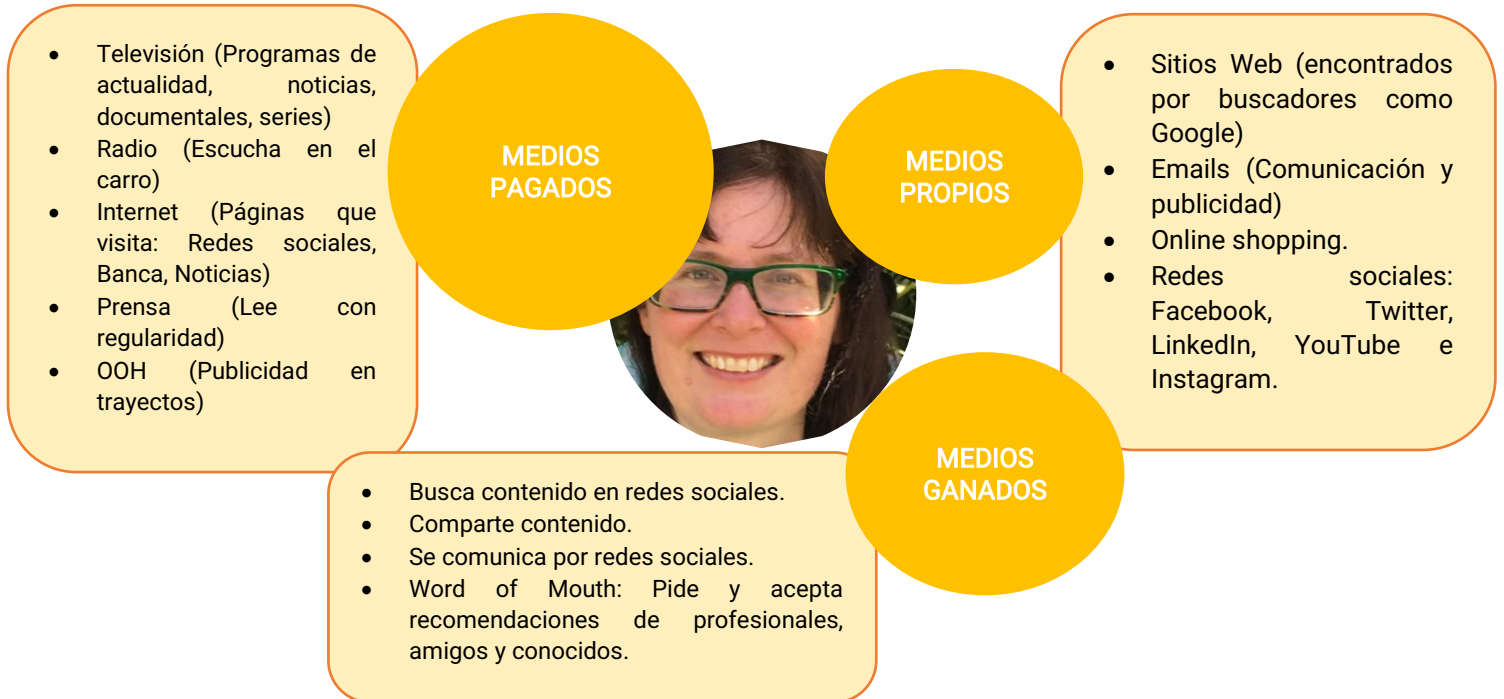 • Televisión (Programas de
actualidad, noticias,
documentales, series)
• Radio (Escucha en el
carro)
• Internet (Páginas que
visita: Redes sociales,
Banca, Noticias)
• Prensa (Lee con
regularidad)
• OOH (Publicidad en
trayectos)
MEDIOS
PAGADOS
MEDIOS
PROPIOS
• Sitios Web (encontrados
por buscadores como
Google)
• Emails (Comunicación y
publicidad)
• Online shopping.
• Redes sociales:
Facebook, Twitter,
LinkedIn, YouTube e
Instagram.
MEDIOS
GANADOS
• Busca contenido en redes sociales.
• Comparte contenido.
• Se comunica por redes sociales.
• Word of Mouth: Pide y acepta
recomendaciones de profesionales,
amigos y conocidos.